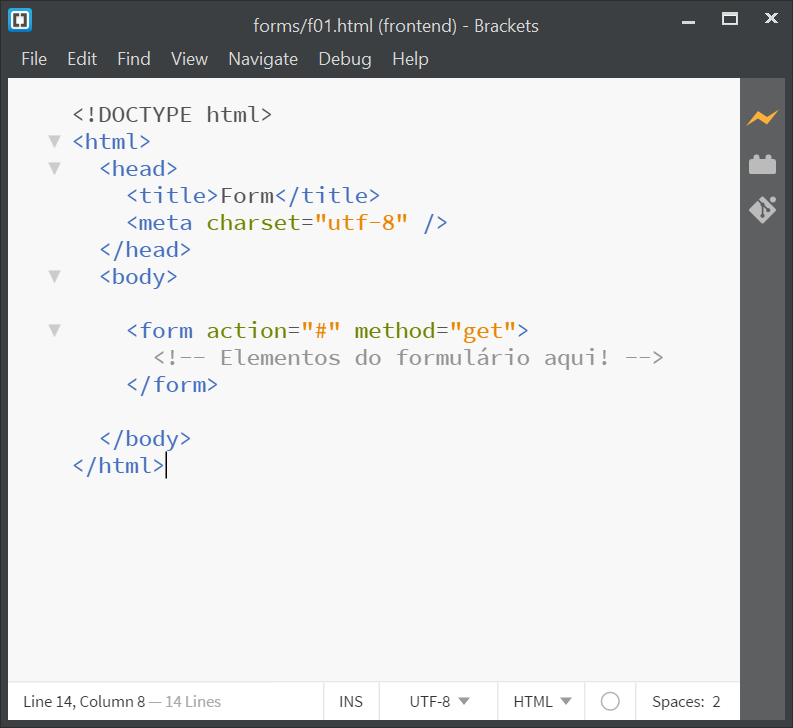 forms/f01.html (frontend) - Brackets
File Edit Find View Navigate Debug Help
<!DOCTYPE html>
<html>
<head>
<title>Form</title>
<meta charset="utf-8" />
</head>
<body>
<form action="#" method="get">
<!-- Elementos do formulário aqui! -->
</form>
</body>
</html>
Line 14, Column 8 — 14 Lines INS UTF-8 HTML Spaces: 2